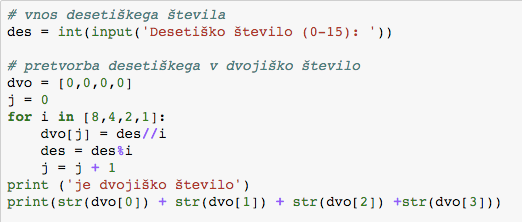 # vnos desetiškega števila
des = int(input('Desetiško število (0-15): '))
# pretvorba desetiškega v dvojiško število
dvo = [0,0,0,0]
j = 0
for i in [8,4,2,1]:
    dvo[j] = des//i
    des = des%i
    j = j + 1
print ('je dvojiško število')
print(str(dvo[0]) + str(dvo[1]) + str(dvo[2]) +str(dvo[3]))